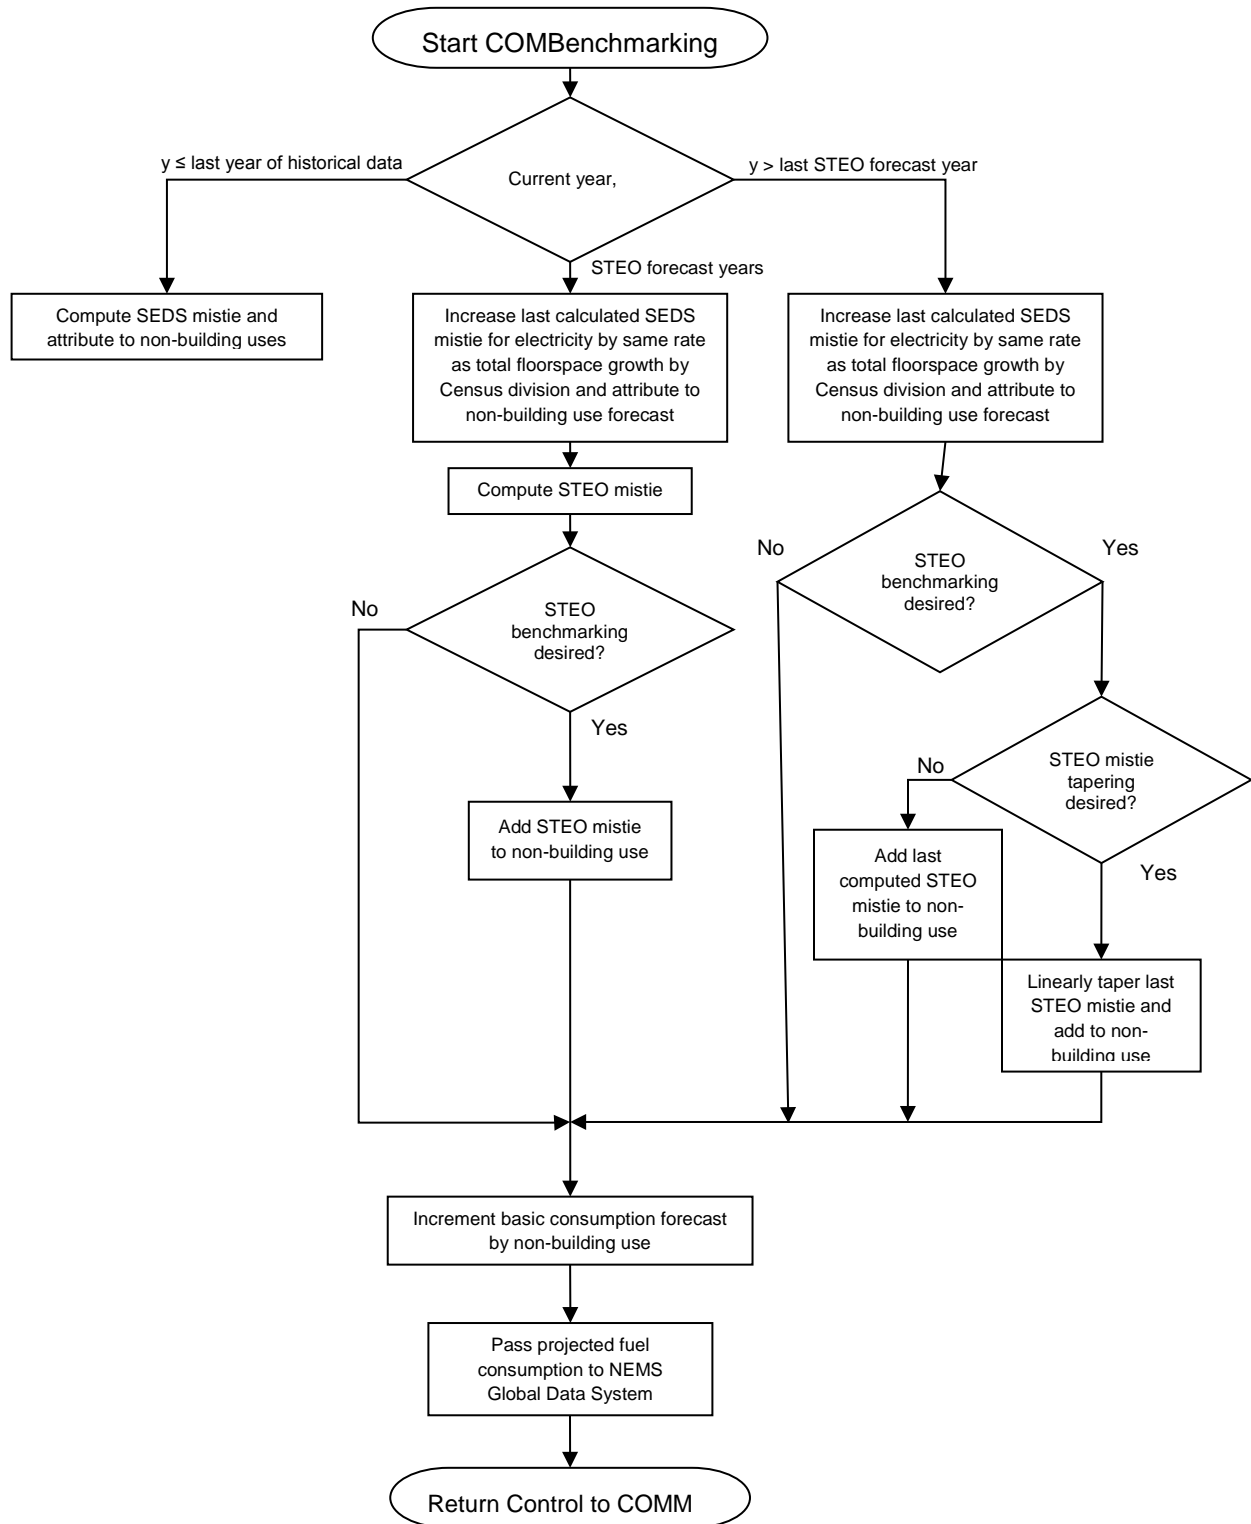 Start COMBenchmarking
y ≤ last year of historical data
Current year,
y > last STEO forecast year
STEO forecast years
Compute SEDS mistie and
attribute to non-building uses
Increase last calculated SEDS
mistie for electricity by same rate
as total floorspace growth by
Census division and attribute to
non-building use forecast
Increase last calculated SEDS
mistie for electricity by same rate
as total floorspace growth by
Census division and attribute to
non-building use forecast
Compute STEO mistie
No
STEO
benchmarking
desired?
Yes
No
STEO
benchmarking
desired?
Yes
Add STEO mistie
to non-building use
No
STEO mistie
tapering
desired?
Yes
Add last
computed STEO
mistie to non-
building use
Linearly taper last
STEO mistie and
add to non-
building use
Increment basic consumption forecast
by non-building use
Pass projected fuel
consumption to NEMS
Global Data System
Return Control to COMM